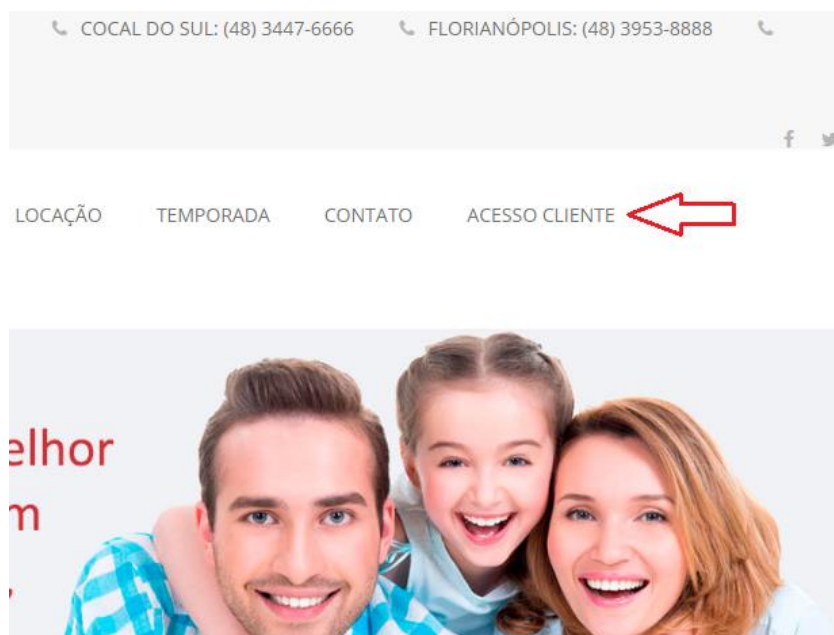 COCAL DO SUL: (48) 3447-6666 FLORIANÓPOLIS: (48) 3953-8888
LOCAÇÃO TEMPORADA CONTATO ACESSO CLIENTE
elhor
m